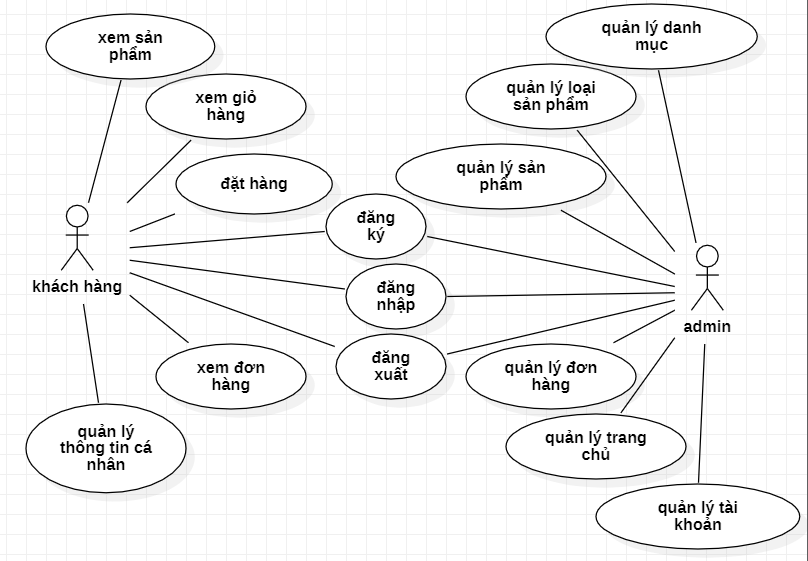 xem sản
phẩm
xem giỏ
hàng
đặt hàng
khách hàng
xem đơn
hàng
quản lý
thông tin cá
nhân
đăng
ký
đăng
nhập
đăng
xuất
quản lý danh
mục
quản lý loại
sản phẩm
quản lý sản
phẩm
admin
quản lý đơn
hàng
quản lý trang
chủ
quản lý tài
khoản